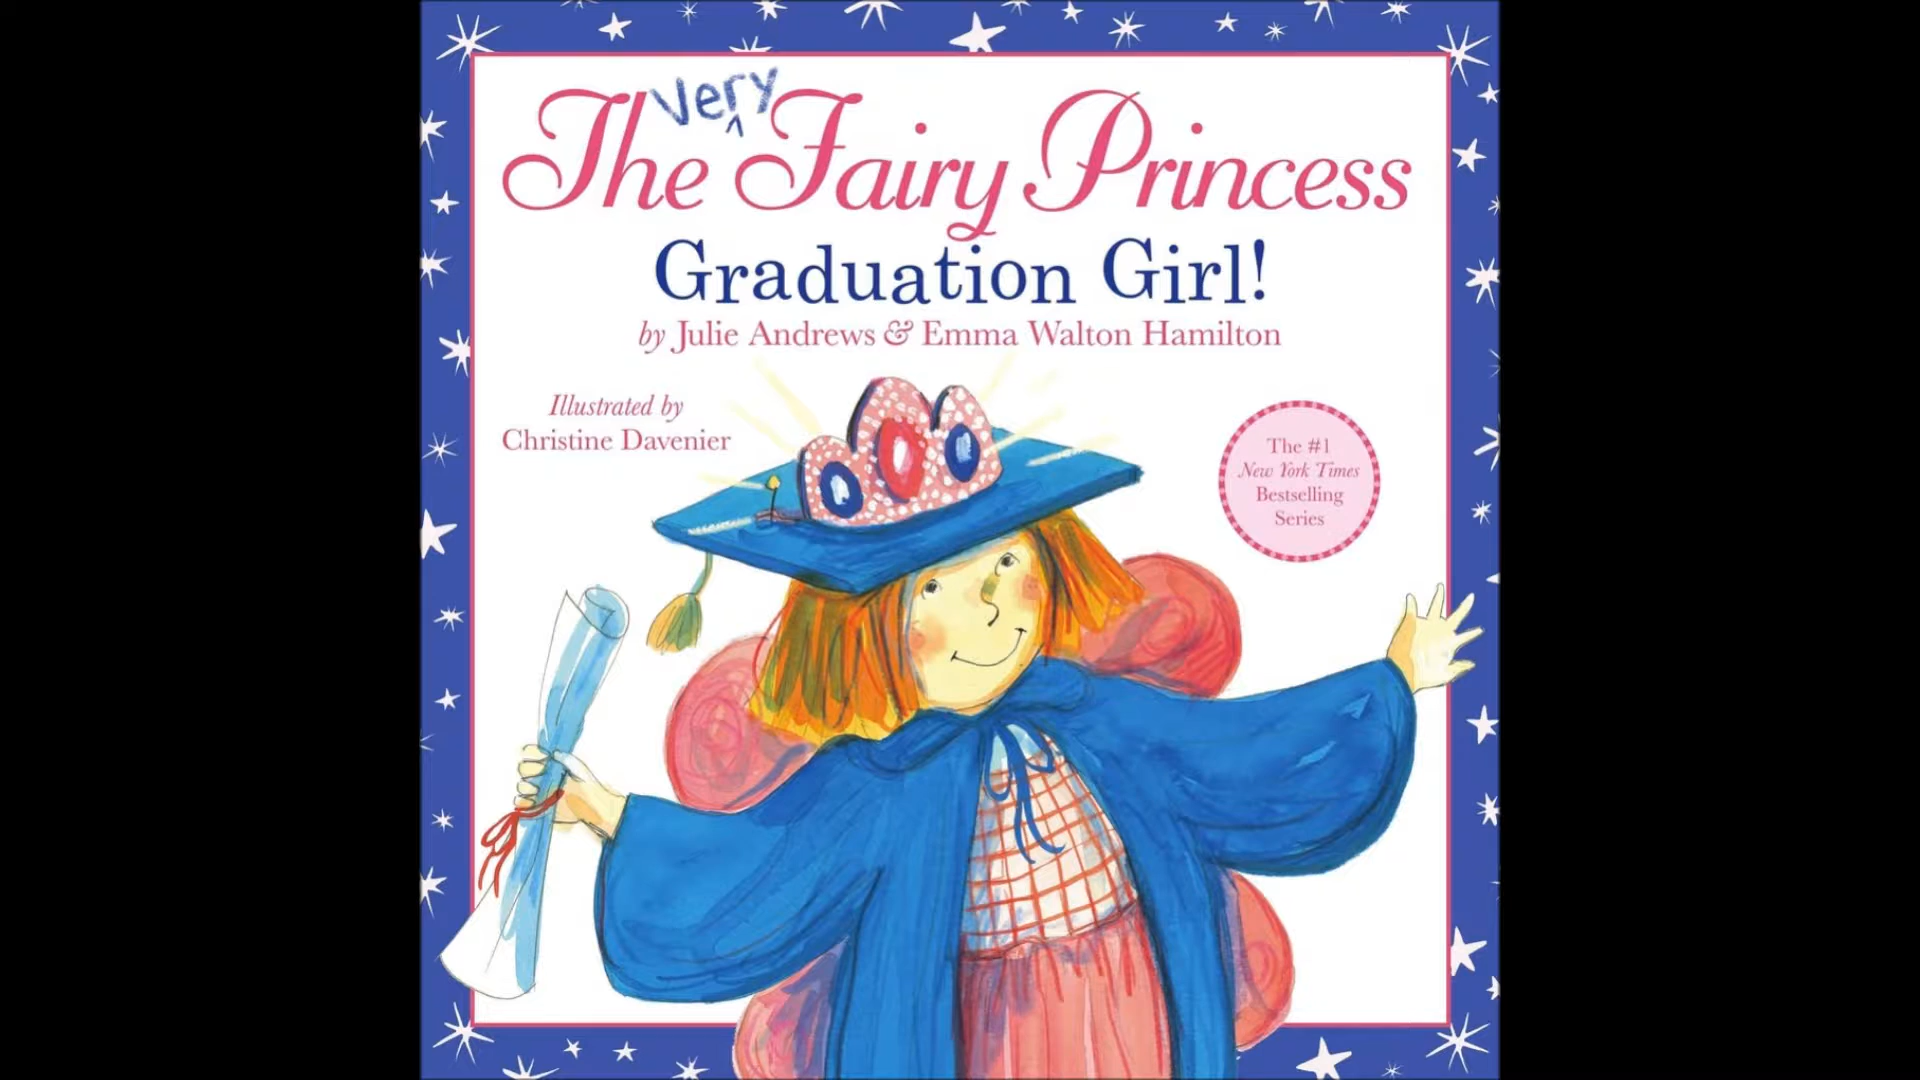 The Very Fairy Princess
Graduation Girl!
by Julie Andrews & Emma Walton Hamilton
Illustrated by
Christine Davenier
The #1
New York Times
Bestselling
Series